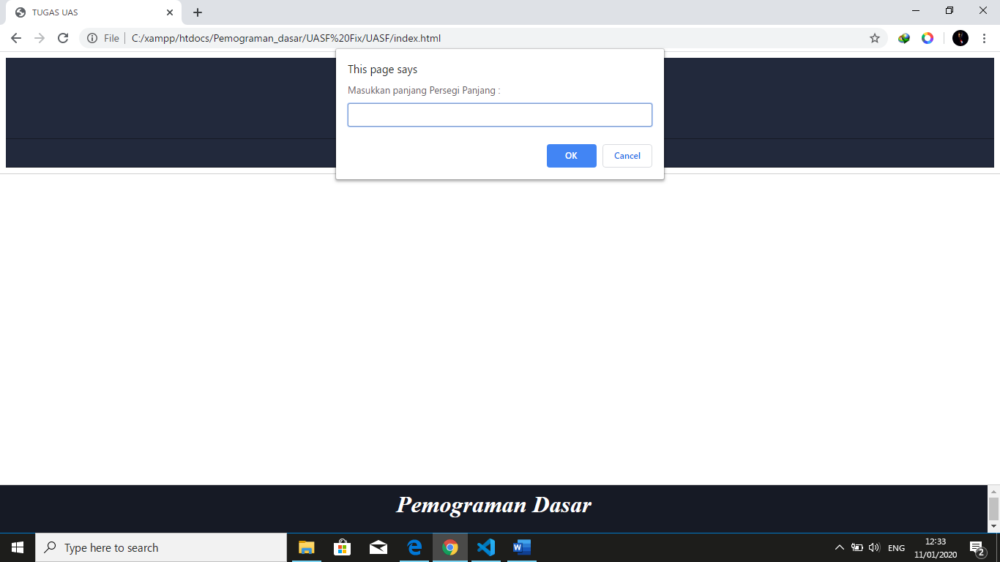 TUGAS UAS
File C:/xampp/htdocs/Pemograman_dasar/UASF%20Fix/UASF/index.html
This page says
Masukkan panjang Persegi Panjang :
OK Cancel
Pemograman Dasar
Type here to search
ENG
12:33
11/01/2020
2